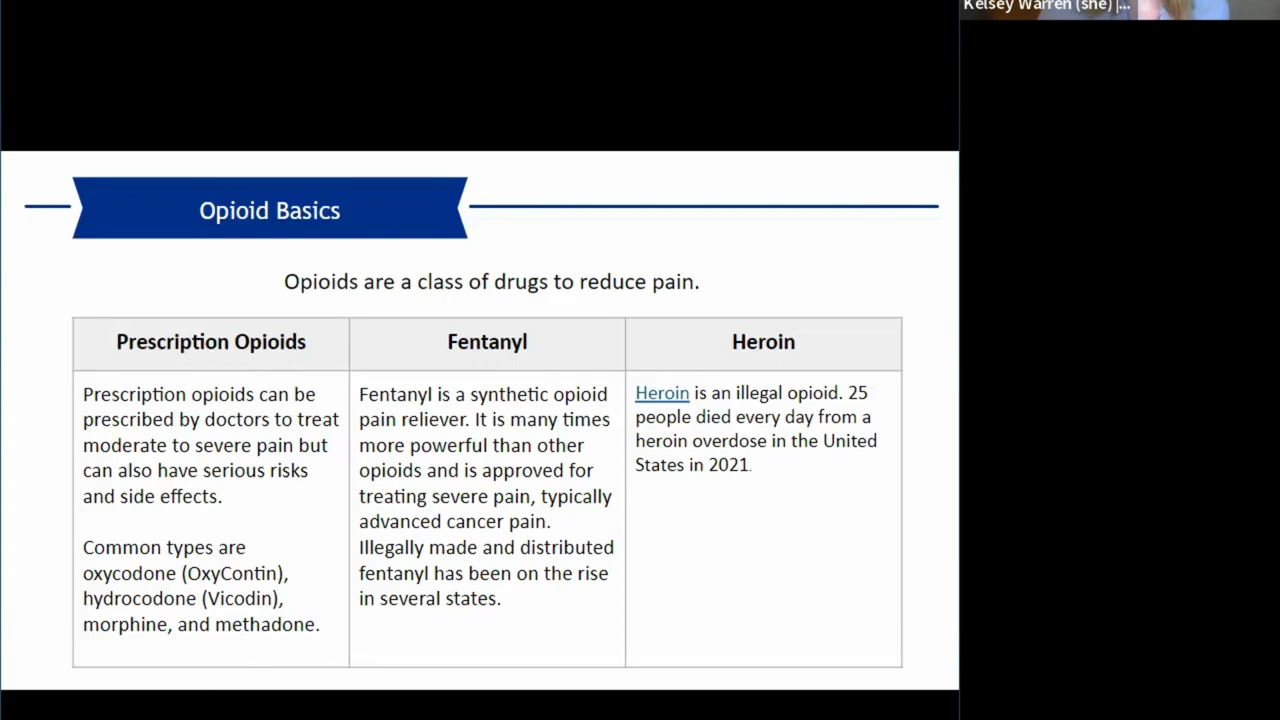 Kelsey Warren (she) |...
Opioid Basics
Opioids are a class of drugs to reduce pain.
Prescription Opioids
Prescription opioids can be
prescribed by doctors to treat
moderate to severe pain but
can also have serious risks
and side effects.
Common types are
oxycodone (OxyContin),
hydrocodone (Vicodin),
morphine, and methadone.
Fentanyl
Fentanyl is a synthetic opioid
pain reliever. It is many times
more powerful than other
opioids and is approved for
treating severe pain, typically
advanced cancer pain.
Illegally made and distributed
fentanyl has been on the rise
in several states.
Heroin
Heroin is an illegal opioid. 25
people died every day from a
heroin overdose in the United
States in 2021.